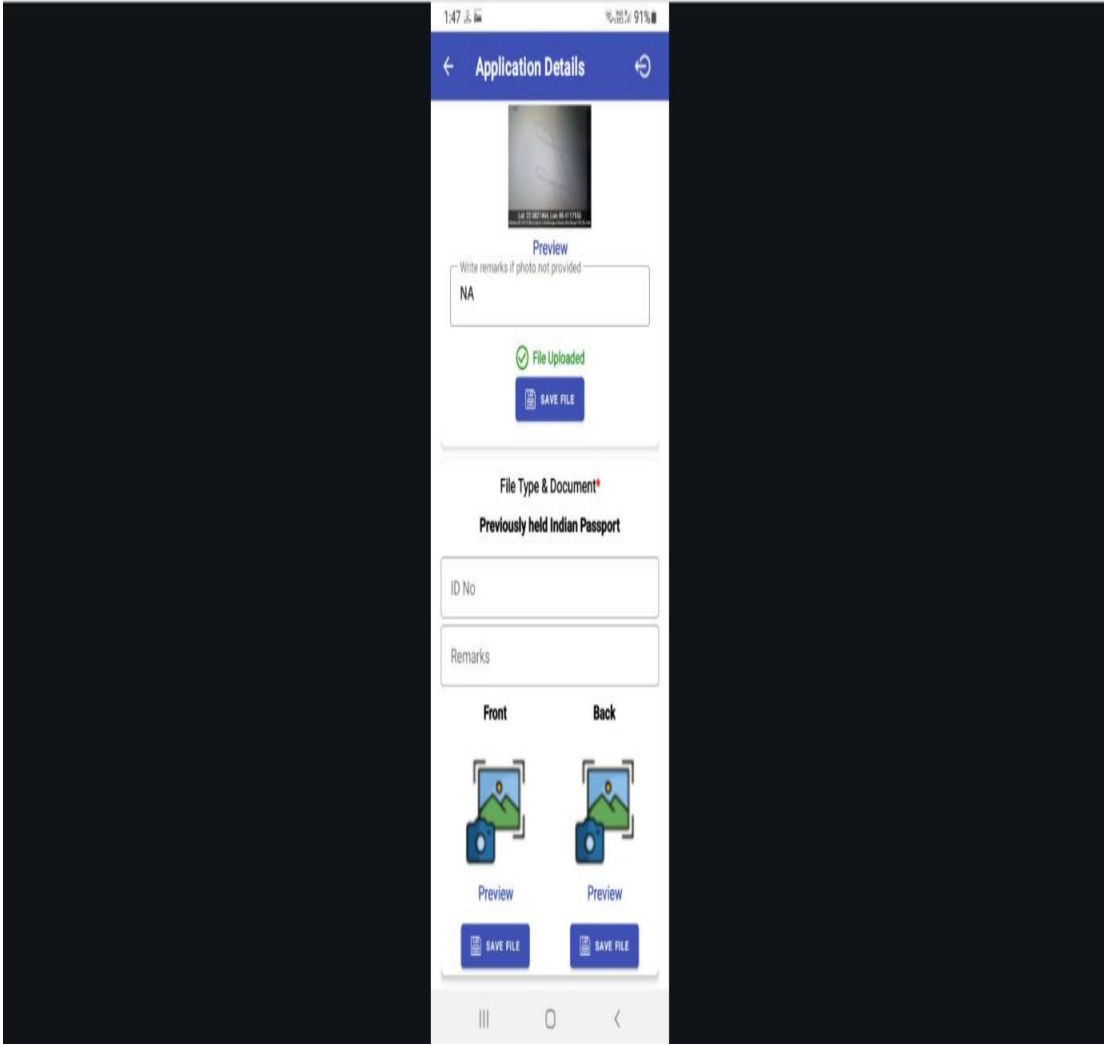 1:47 91%
Application Details
Preview
Write remarks if photo not provided
NA
File Uploaded
SAVE FILE
File Type & Document*
Previously held Indian Passport
ID No
Remarks
Front Back
Preview Preview
SAVE FILE SAVE FILE